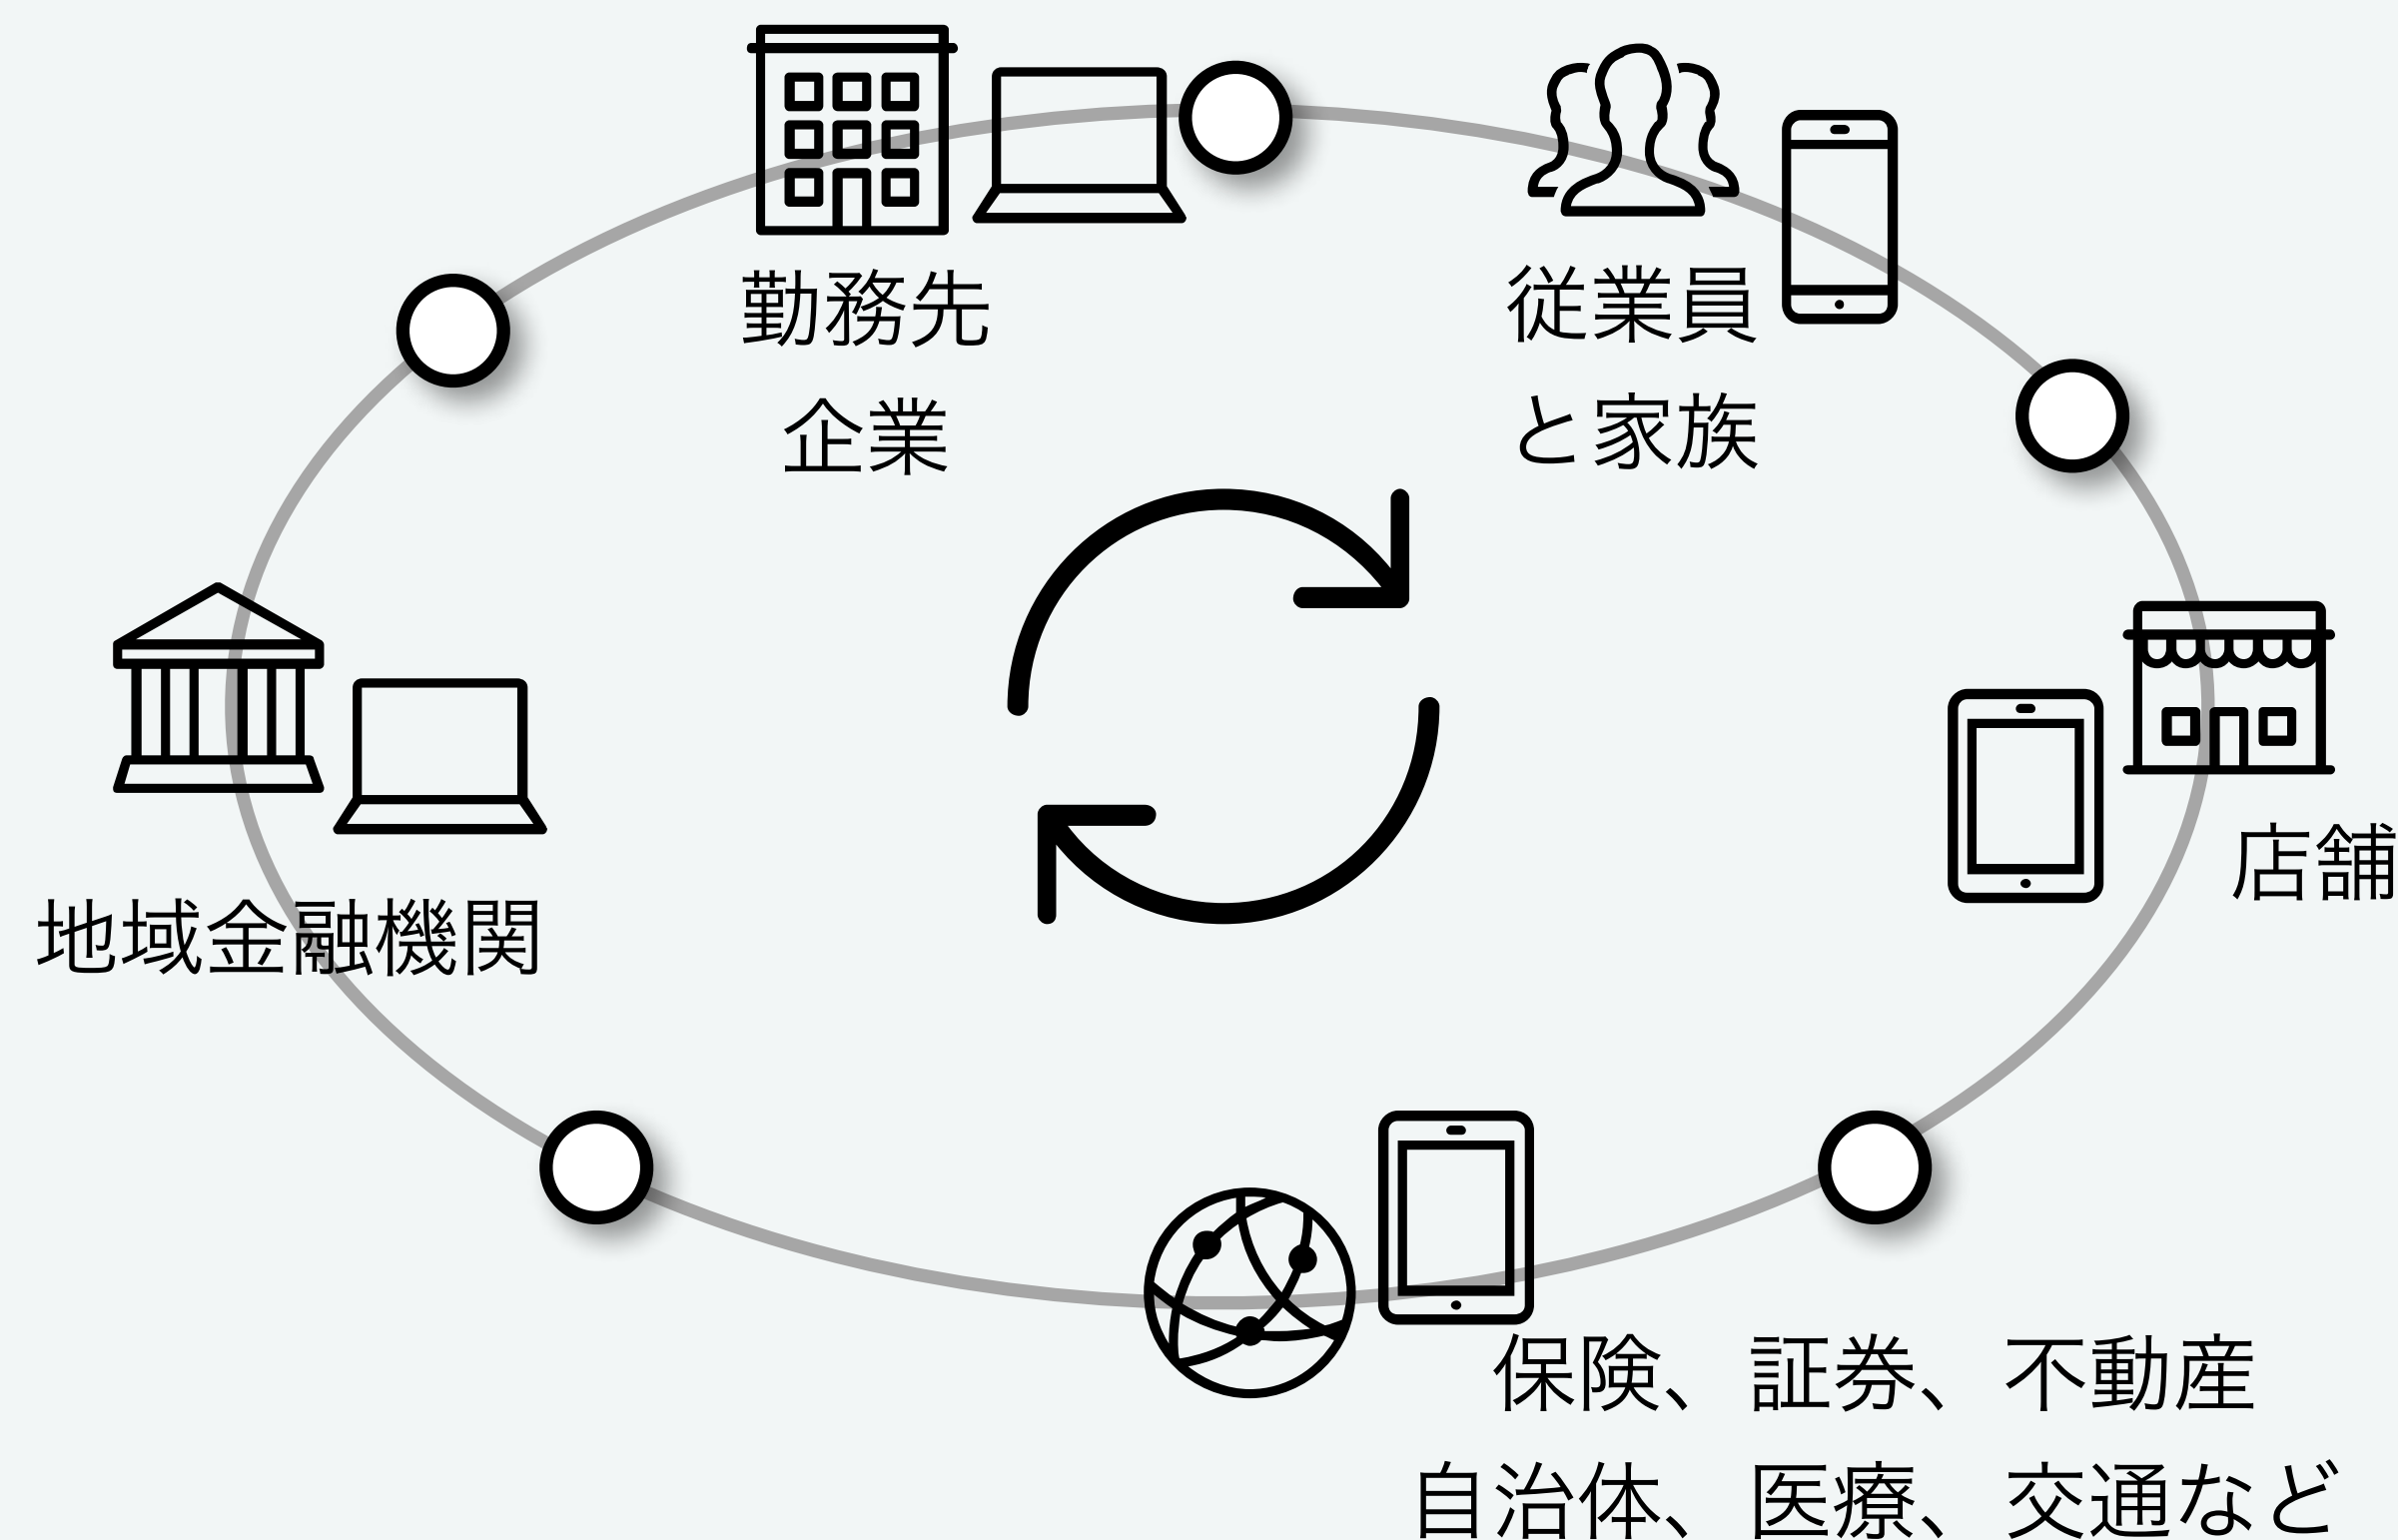 勤務先
企業
従業員
と家族
地域金融機関
店舗
保険、証券、不動産
自治体、医療、交通など